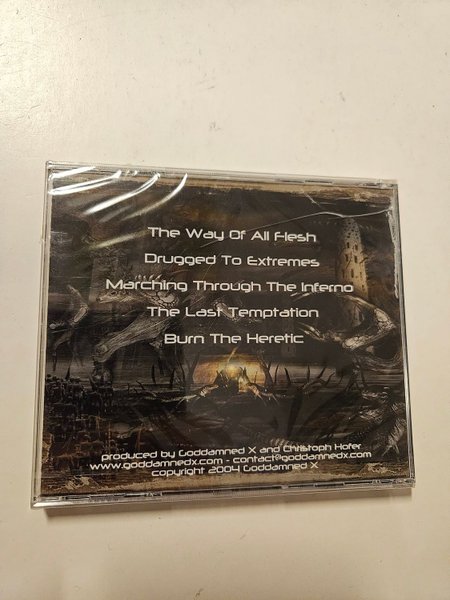 The Way Of All Flesh
Drugged To Extremes
Marching Through The Inferno
The Last Temptation
Burn The Heretic
produced by Goddamned X and Christoph Hofer
www.goddamnedx.com - contact@goddamnedx.com
copyright 2004 Goddamned X